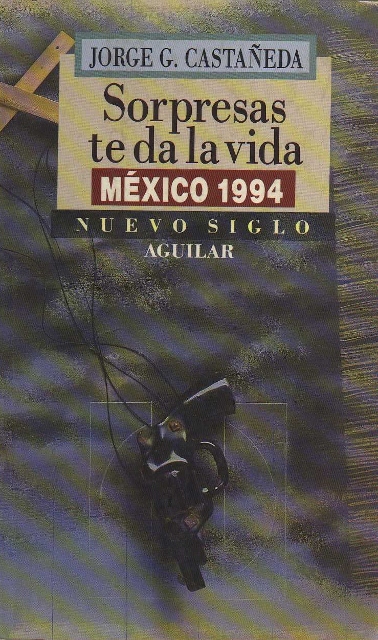 JORGE G. CASTAÑEDA
Sorpresas
te da la vida
MÉXICO 1994
NUEVO SIGLO
AGUILAR